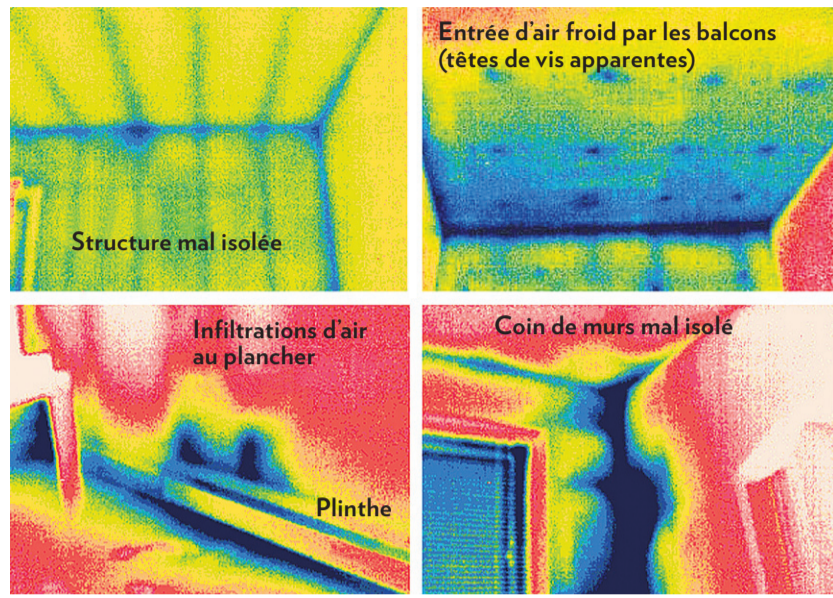 Structure mal isolée
Entrée d’air froid par les balcons
(têtes de vis apparentes)
Infiltrations d’air
au plancher
Plinthe
Coin de murs mal isolé